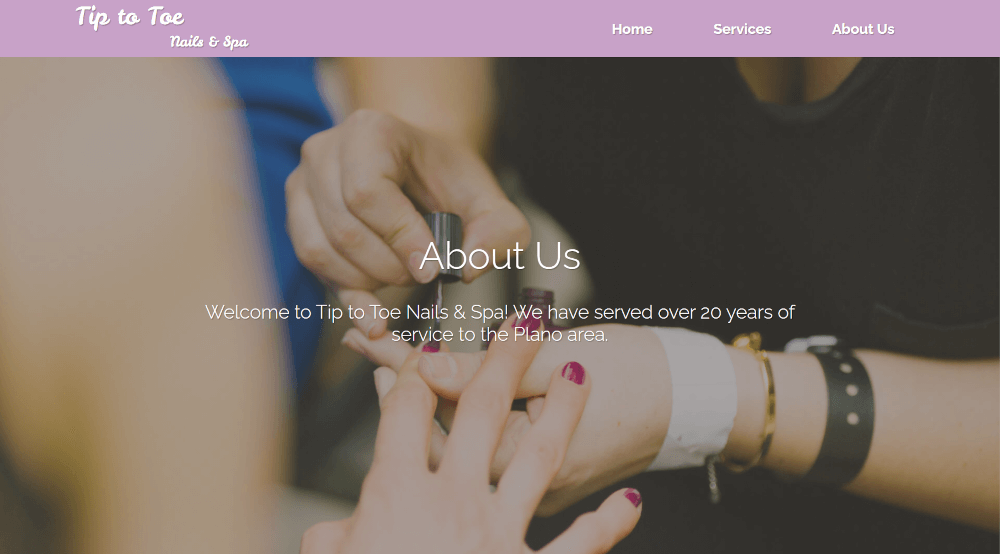 Tip to Toe
Nails & Spa
Home Services About Us
About Us
Welcome to Tip to Toe Nails & Spa! We have served over 20 years of
service to the Plano area.